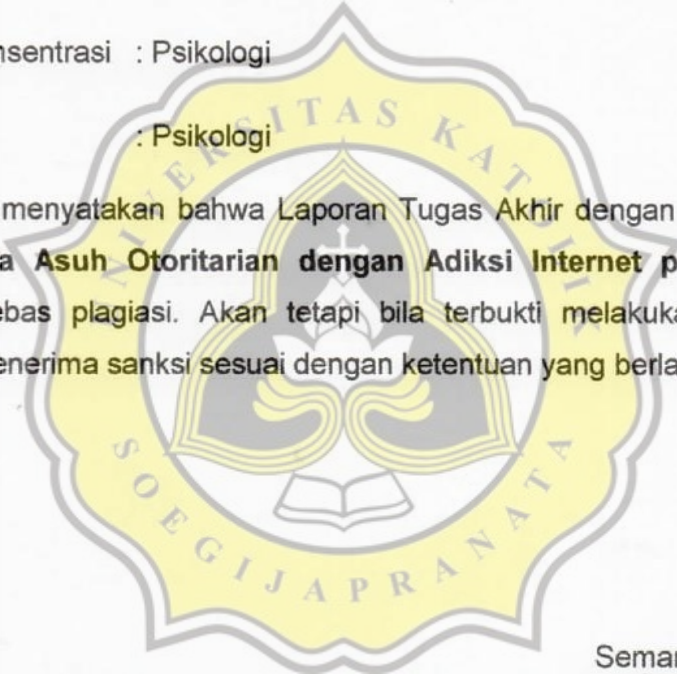 nsentrasi : Psikologi
: Psikologi
menyatakan bahwa Laporan Tugas Akhir dengan
a Asuh Otoritarian dengan Adiksi Internet p
ebas plagiasi. Akan tetapi bila terbukti melakuka
enerima sanksi sesuai dengan ketentuan yang berla
UNIVERSITAS KATOLIK
SOEGIJAPRANATA
Semar